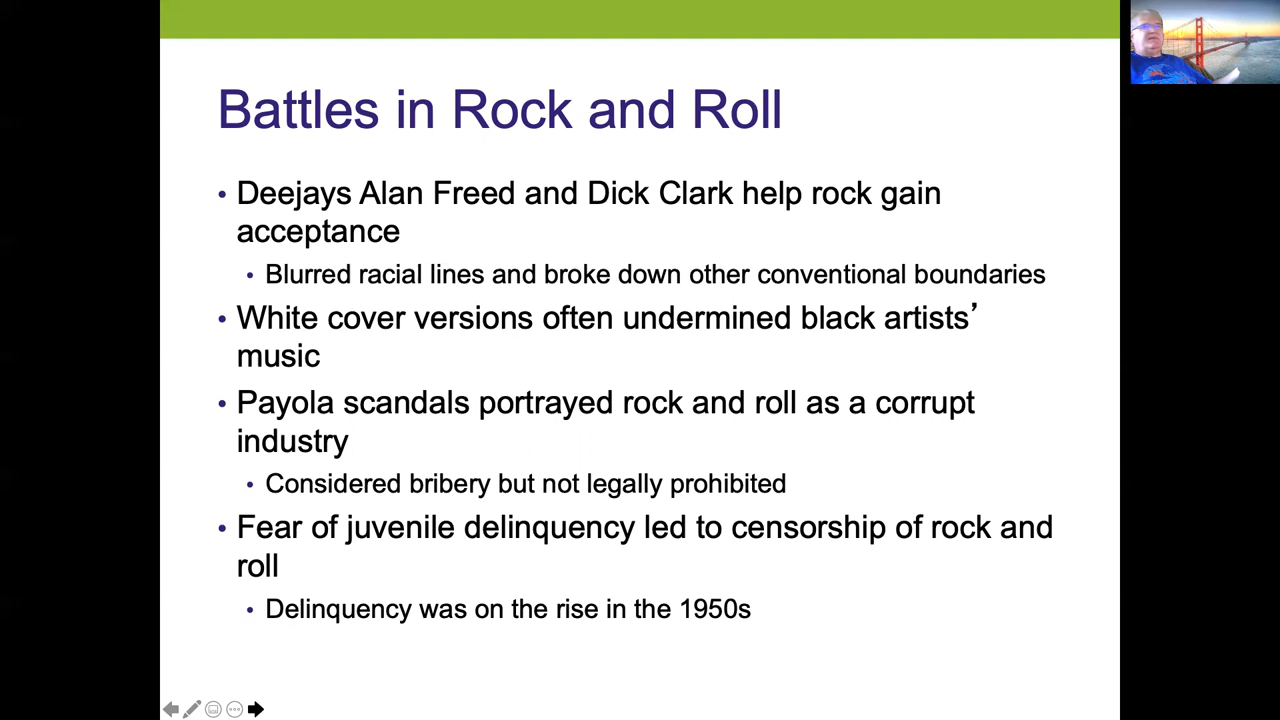 Battles in Rock and Roll
• Deejays Alan Freed and Dick Clark help rock gain
acceptance
• Blurred racial lines and broke down other conventional boundaries
• White cover versions often undermined black artists’
music
• Payola scandals portrayed rock and roll as a corrupt
industry
• Considered bribery but not legally prohibited
• Fear of juvenile delinquency led to censorship of rock and
roll
• Delinquency was on the rise in the 1950s